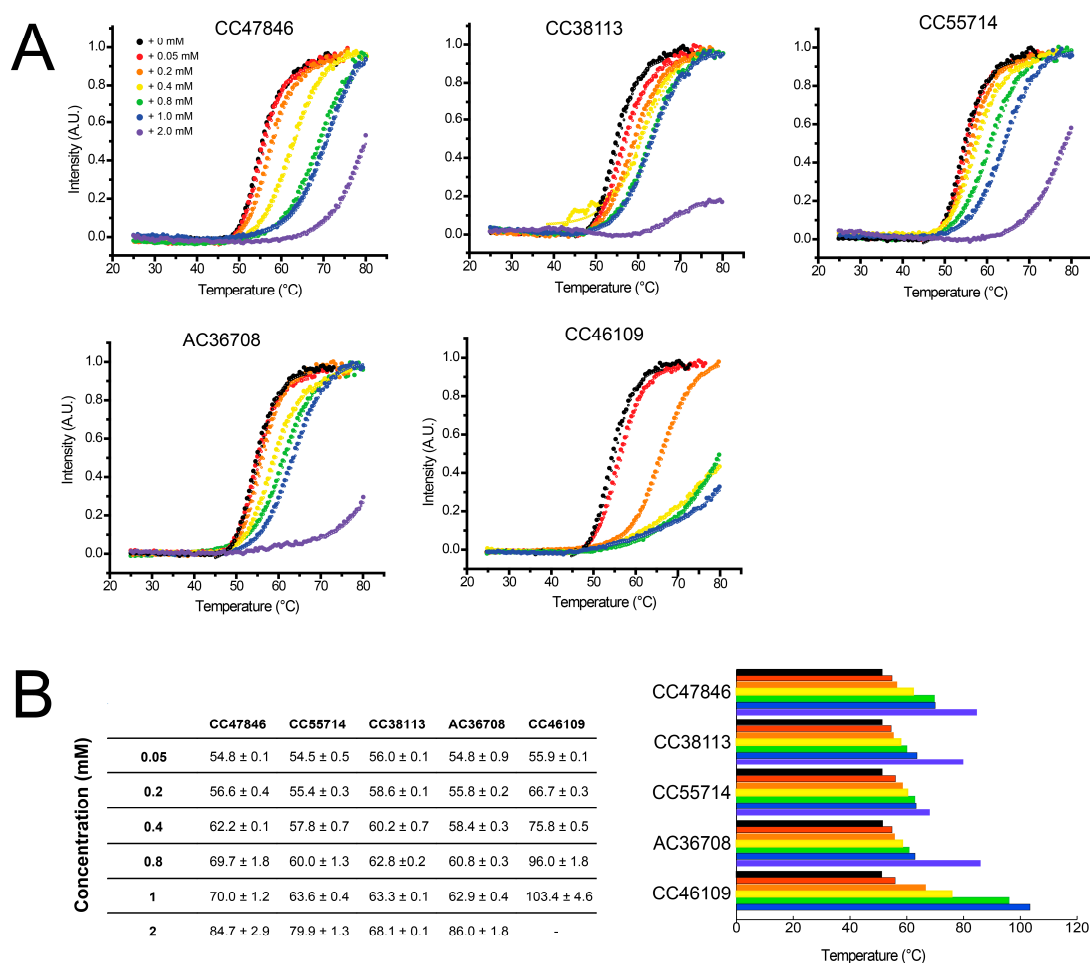 A
CC47846
1.0
0.8
0.6
0.4
0.2
0.0
Intensity (A.U.)
+ 0 mM
+ 0.05 mM
+ 0.2 mM
+ 0.4 mM
+ 0.8 mM
+ 1.0 mM
+ 2.0 mM
20 30 40 50 60 70 80
Temperature (°C)
CC38113
1.0
0.8
0.6
0.4
0.2
0.0
Intensity (A.U.)
20 30 40 50 60 70 80
Temperature (°C)
CC55714
1.0
0.8
0.6
0.4
0.2
0.0
Intensity (A.U.)
20 30 40 50 60 70 80
Temperature (°C)
AC36708
1.0
0.8
0.6
0.4
0.2
0.0
Intensity (A.U.)
20 30 40 50 60 70 80
Temperature (°C)
CC46109
1.0
0.8
0.6
0.4
0.2
0.0
Intensity (A.U.)
20 30 40 50 60 70 80
Temperature (°C)
B
Concentration (mM)
CC47846 CC55714 CC38113 AC36708 CC46109
0.05 54.8 ± 0.1 54.5 ± 0.5 56.0 ± 0.1 54.8 ± 0.9 55.9 ± 0.1
0.2 56.6 ± 0.4 55.4 ± 0.3 58.6 ± 0.1 55.8 ± 0.2 66.7 ± 0.3
0.4 62.2 ± 0.1 57.8 ± 0.7 60.2 ± 0.7 58.4 ± 0.3 75.8 ± 0.5
0.8 69.7 ± 1.8 60.0 ± 1.3 62.8 ±0.2 60.8 ± 0.3 96.0 ± 1.8
1 70.0 ± 1.2 63.6 ± 0.4 63.3 ± 0.1 62.9 ± 0.4 103.4 ± 4.6
2 84.7 ± 2.9 79.9 ± 1.3 68.1 ± 0.1 86.0 ± 1.8 -
CC47846
CC38113
CC55714
AC36708
CC46109
0 20 40 60 80 100 120
Temperature (°C)